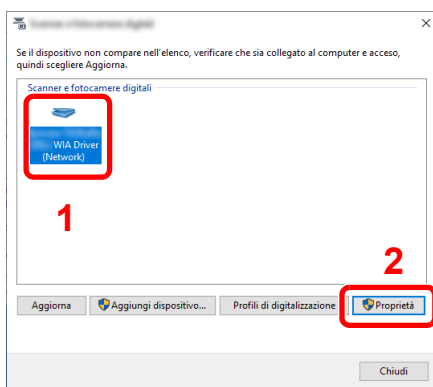 Se il dispositivo non compare nell'elenco, verificare che sia collegato al computer e acceso,
quindi scegliere Aggiorna.
Scanner e fotocamere digitali
WIA Driver
(Network)
1
2
Aggiorna
Aggiungi dispositivo...
Profili di digitalizzazione
Proprietà
Chiudi